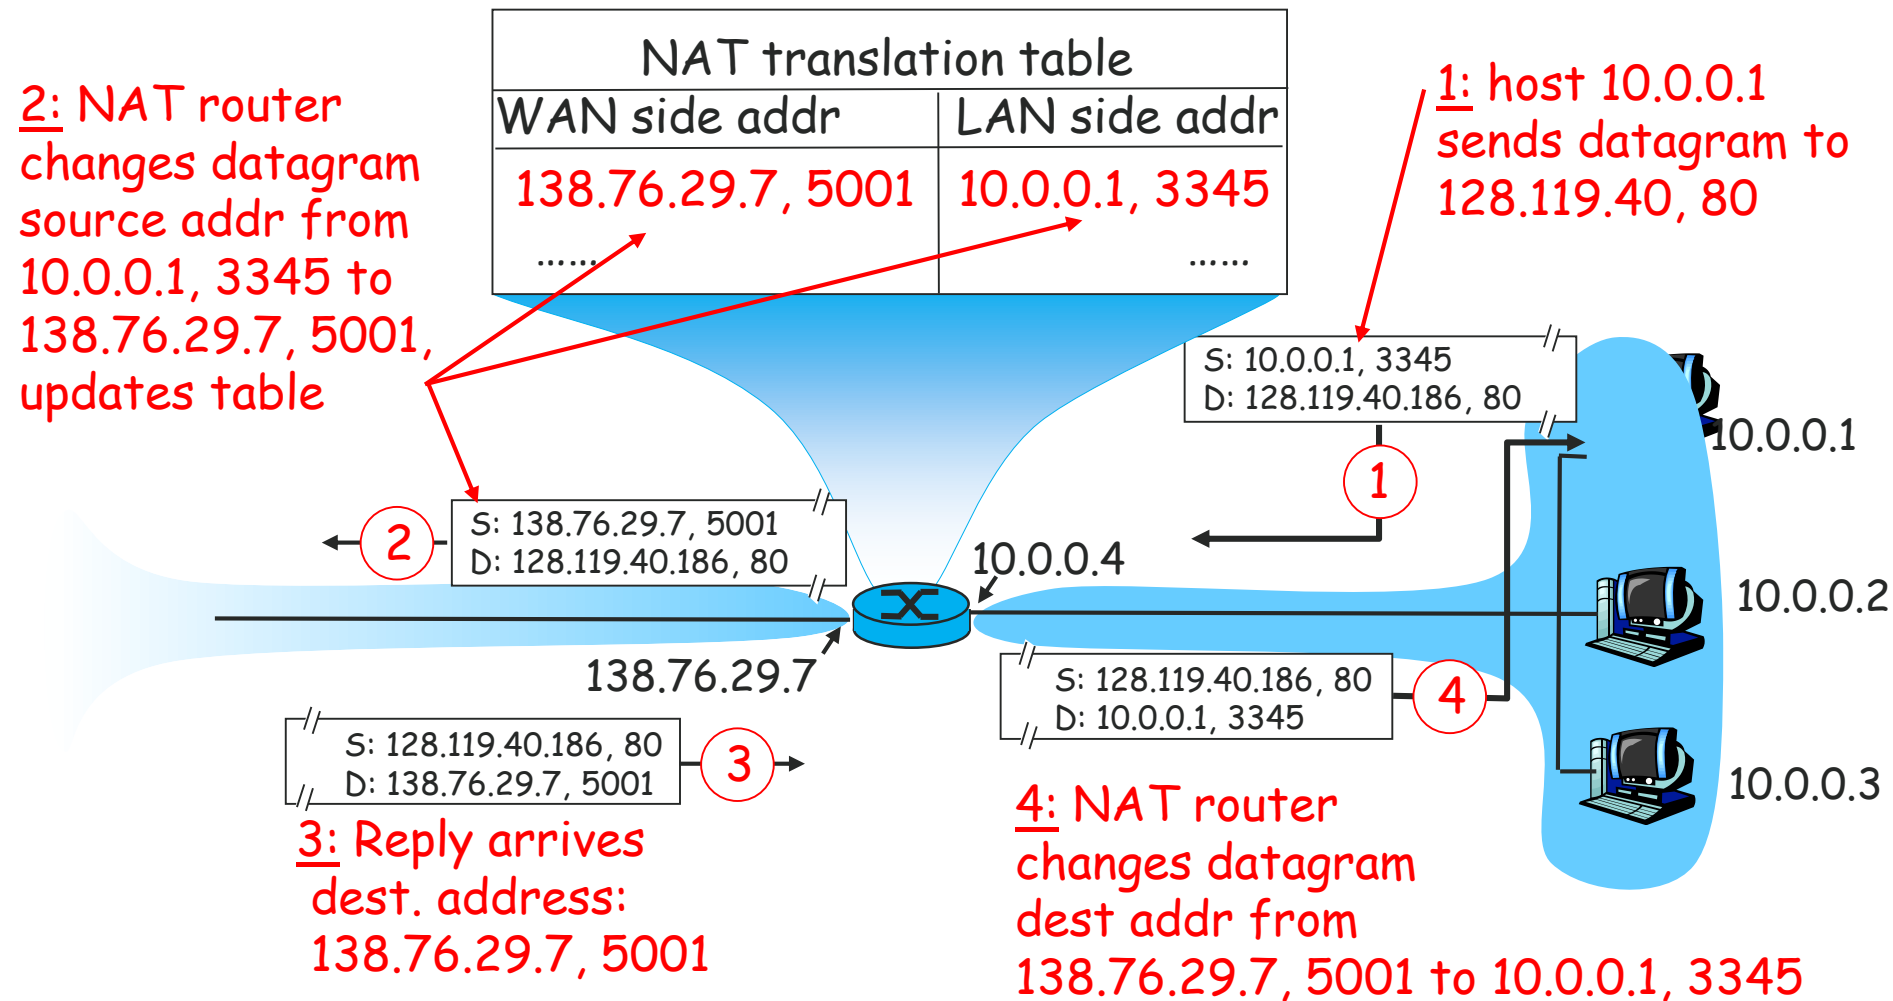 NAT translation table
WAN side addr LAN side addr
138.76.29.7, 5001 10.0.0.1, 3345
...... ......
2: NAT router
changes datagram
source addr from
10.0.0.1, 3345 to
138.76.29.7, 5001,
updates table
1: host 10.0.0.1
sends datagram to
128.119.40, 80
S: 10.0.0.1, 3345
D: 128.119.40.186, 80
10.0.0.1
1
2
S: 138.76.29.7, 5001
D: 128.119.40.186, 80
10.0.0.4
10.0.0.2
138.76.29.7
S: 128.119.40.186, 80
D: 10.0.0.1, 3345
4
S: 128.119.40.186, 80
D: 138.76.29.7, 5001
3
10.0.0.3
3: Reply arrives
dest. address:
138.76.29.7, 5001
4: NAT router
changes datagram
dest addr from
138.76.29.7, 5001 to 10.0.0.1, 3345